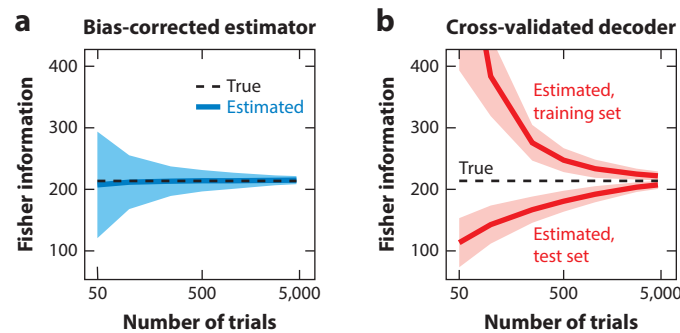 a Bias-corrected estimator
Fisher information
400
300
200
100
True
Estimated
50
500
5,000
Number of trials
b Cross-validated decoder
Fisher information
400
300
200
100
Estimated,
training set
True
Estimated,
test set
50
500
5,000
Number of trials